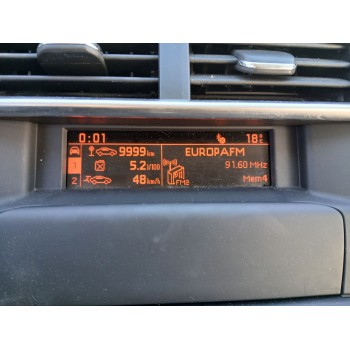 0:01 18°C
9999 km EUROPAFM
1 5.2 l/100 91.60 MHz
FM2
2 48 km/h Mem4